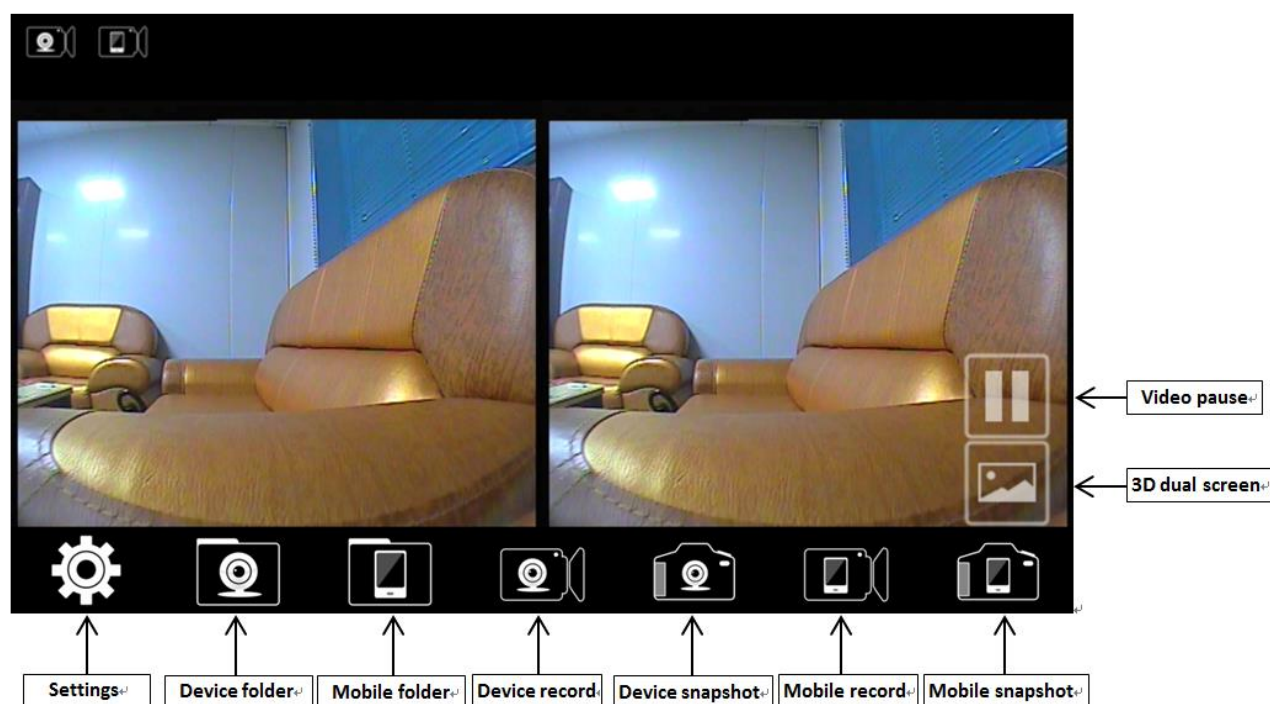 Video pause
3D dual screen
Settings
Device folder
Mobile folder
Device record
Device snapshot
Mobile record
Mobile snapshot